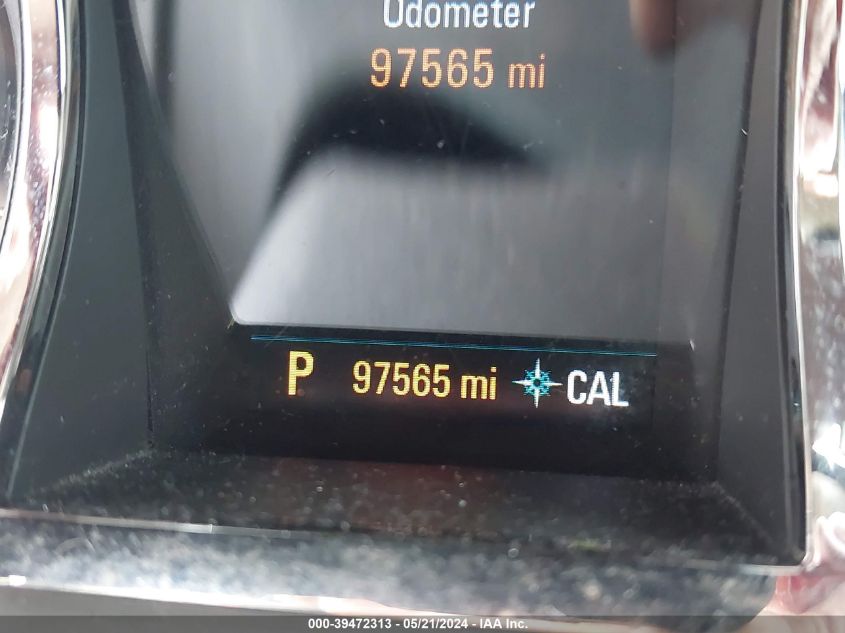 Odometer
97565 mi
P 97565 mi CAL
000-39472313 / 05/21/2024 - IAA Inc.